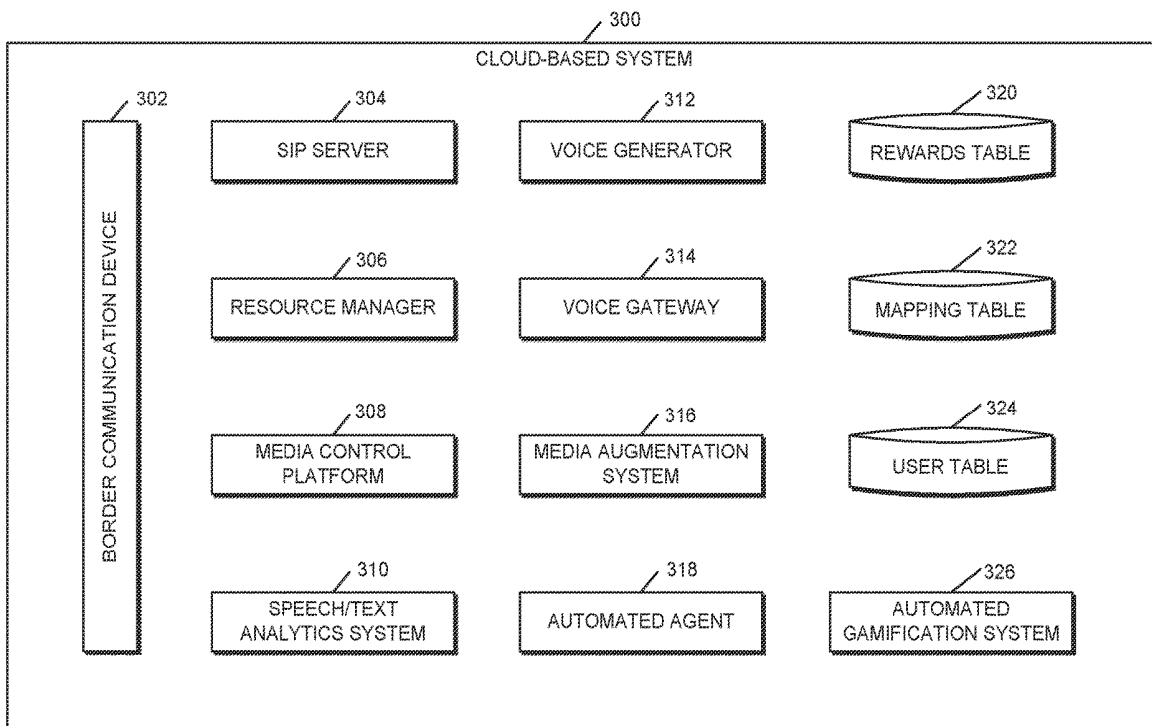 300
CLOUD-BASED SYSTEM
302
BORDER COMMUNICATION DEVICE
304
SIP SERVER
312
VOICE GENERATOR
320
REWARDS TABLE
306
RESOURCE MANAGER
314
VOICE GATEWAY
322
MAPPING TABLE
308
MEDIA CONTROL
PLATFORM
316
MEDIA AUGMENTATION
SYSTEM
324
USER TABLE
310
SPEECH/TEXT
ANALYTICS SYSTEM
318
AUTOMATED AGENT
326
AUTOMATED
GAMIFICATION SYSTEM